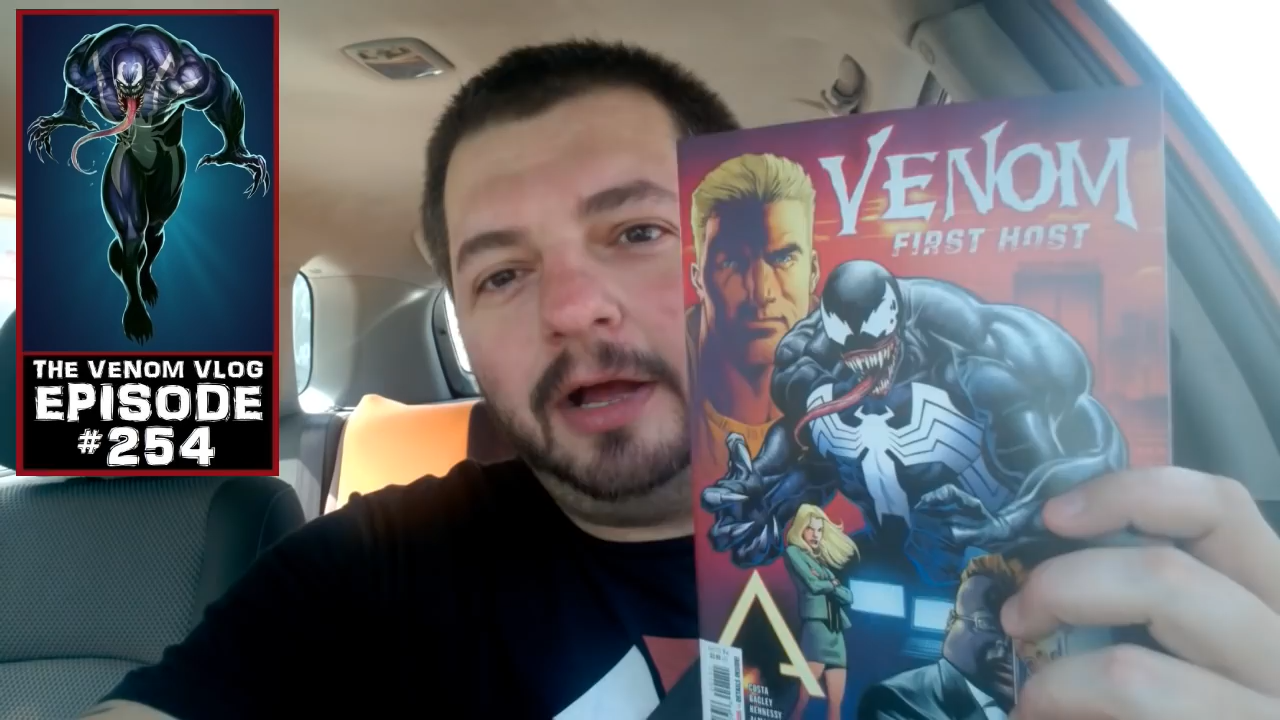 THE VENOM VLOG
EPISODE
#254
VENOM
FIRST HOST
COSTA
BAGLEY
HENNESSY